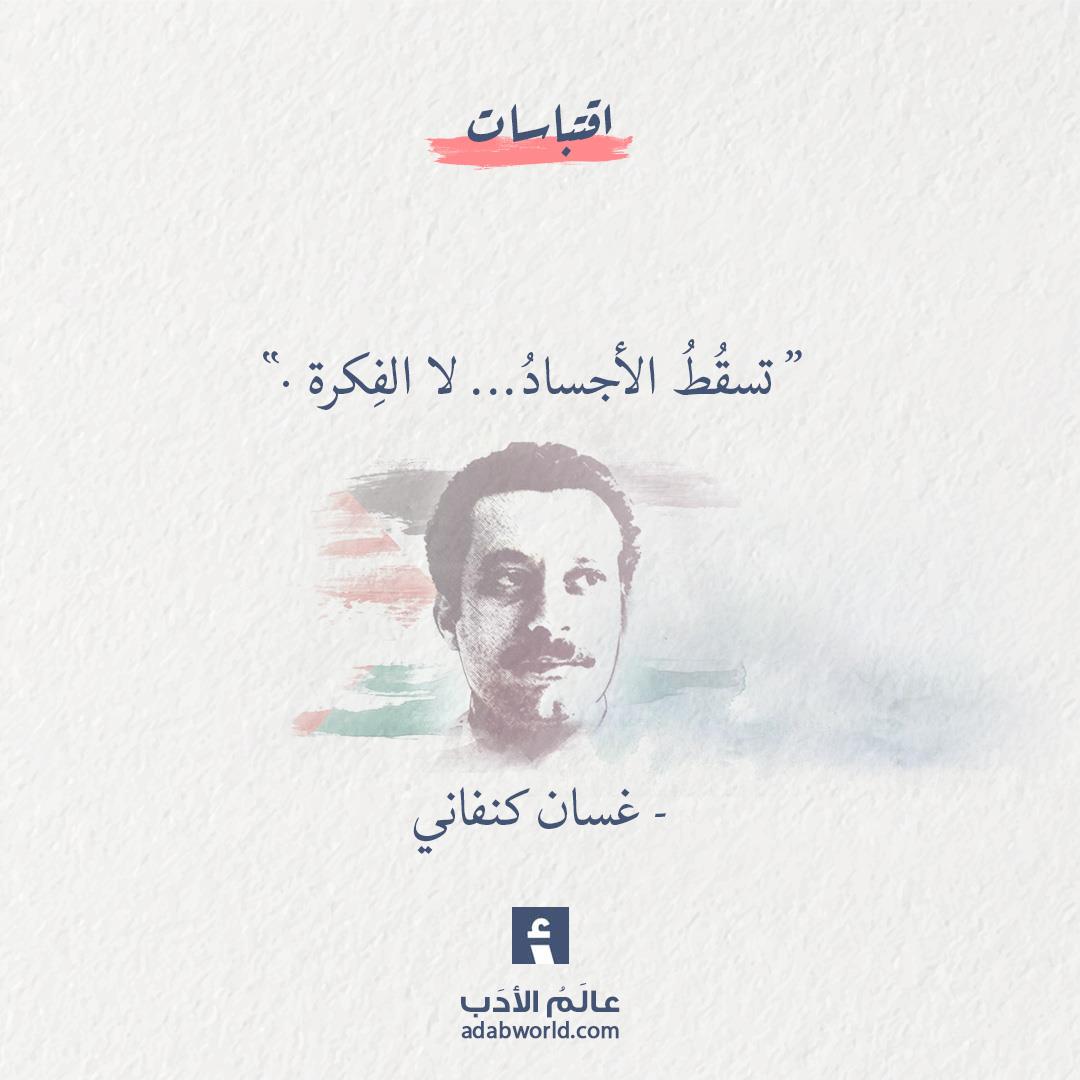 اقتباسات
” تسقُطُ الأجسادُ... لا الفِكرة .“
- غسان كنفاني
أ
عالَمُ الأدَب
adabworld.com